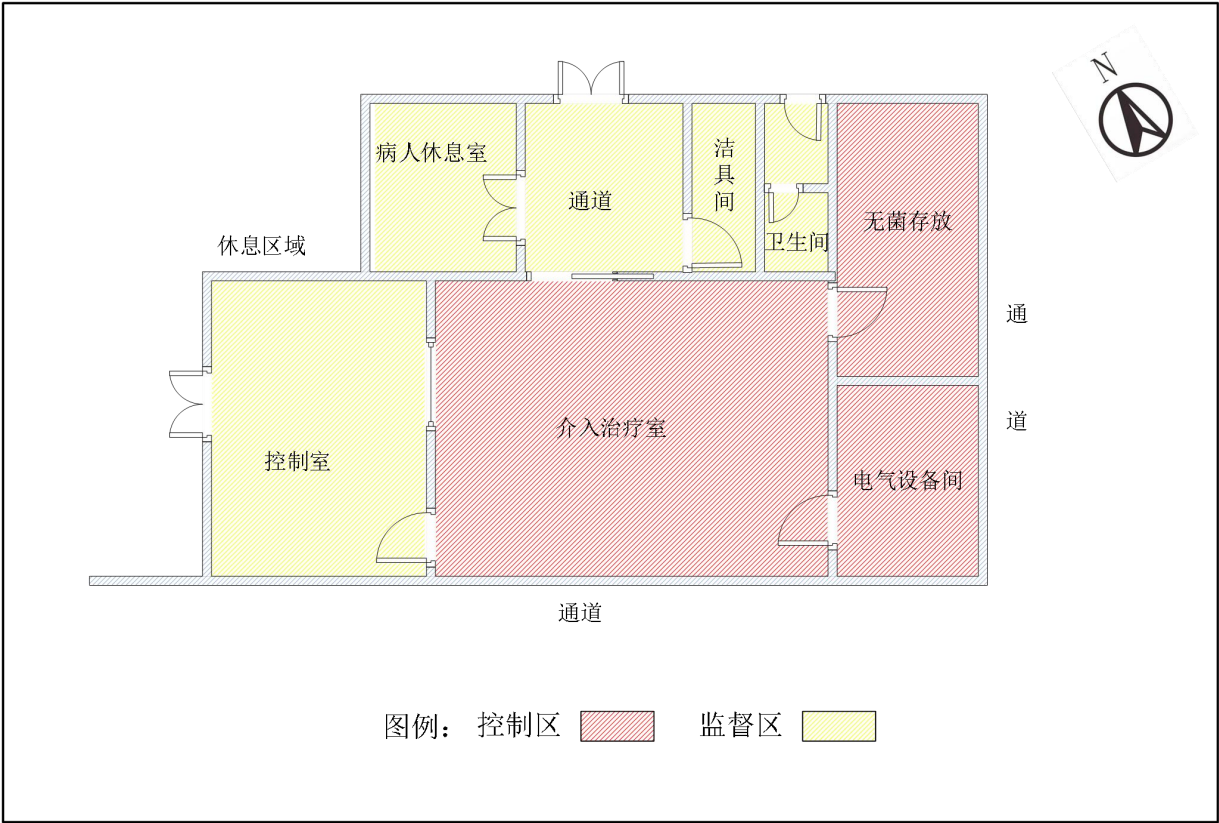 N
病人休息室
洁具间
通道
无菌存放
卫生间
休息区域
通道
介入治疗室
控制室
电气设备间
通道
图例： 控制区 监督区